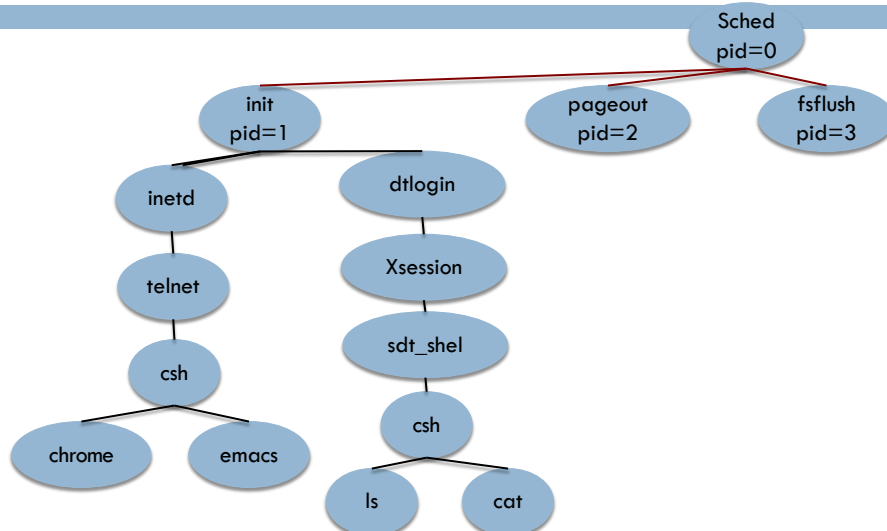 Sched
pid=0
init
pid=1
pageout
pid=2
fsflush
pid=3
inetd
dtlogin
telnet
Xsession
csh
sdt_shel
chrome
emacs
csh
ls
cat